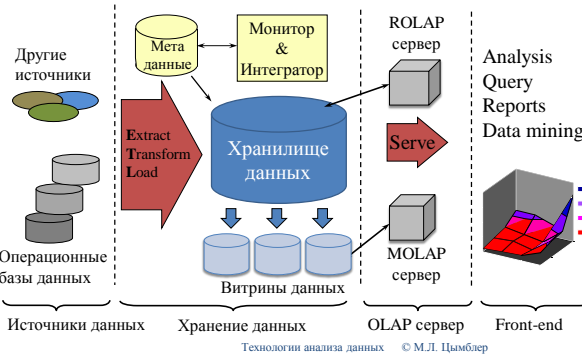 Другие
источники
Операционные
базы данных
Источники данных
Мета
данные
Монитор
&
Интегратор
Extract
Transform
Load
Хранилище
данных
Витрины данных
Хранение данных
ROLAP
сервер
Serve
MOLAP
сервер
OLAP сервер
Analysis
Query
Reports
Data mining
Front-end
Технологии анализа данных © М.Л. Цымблер